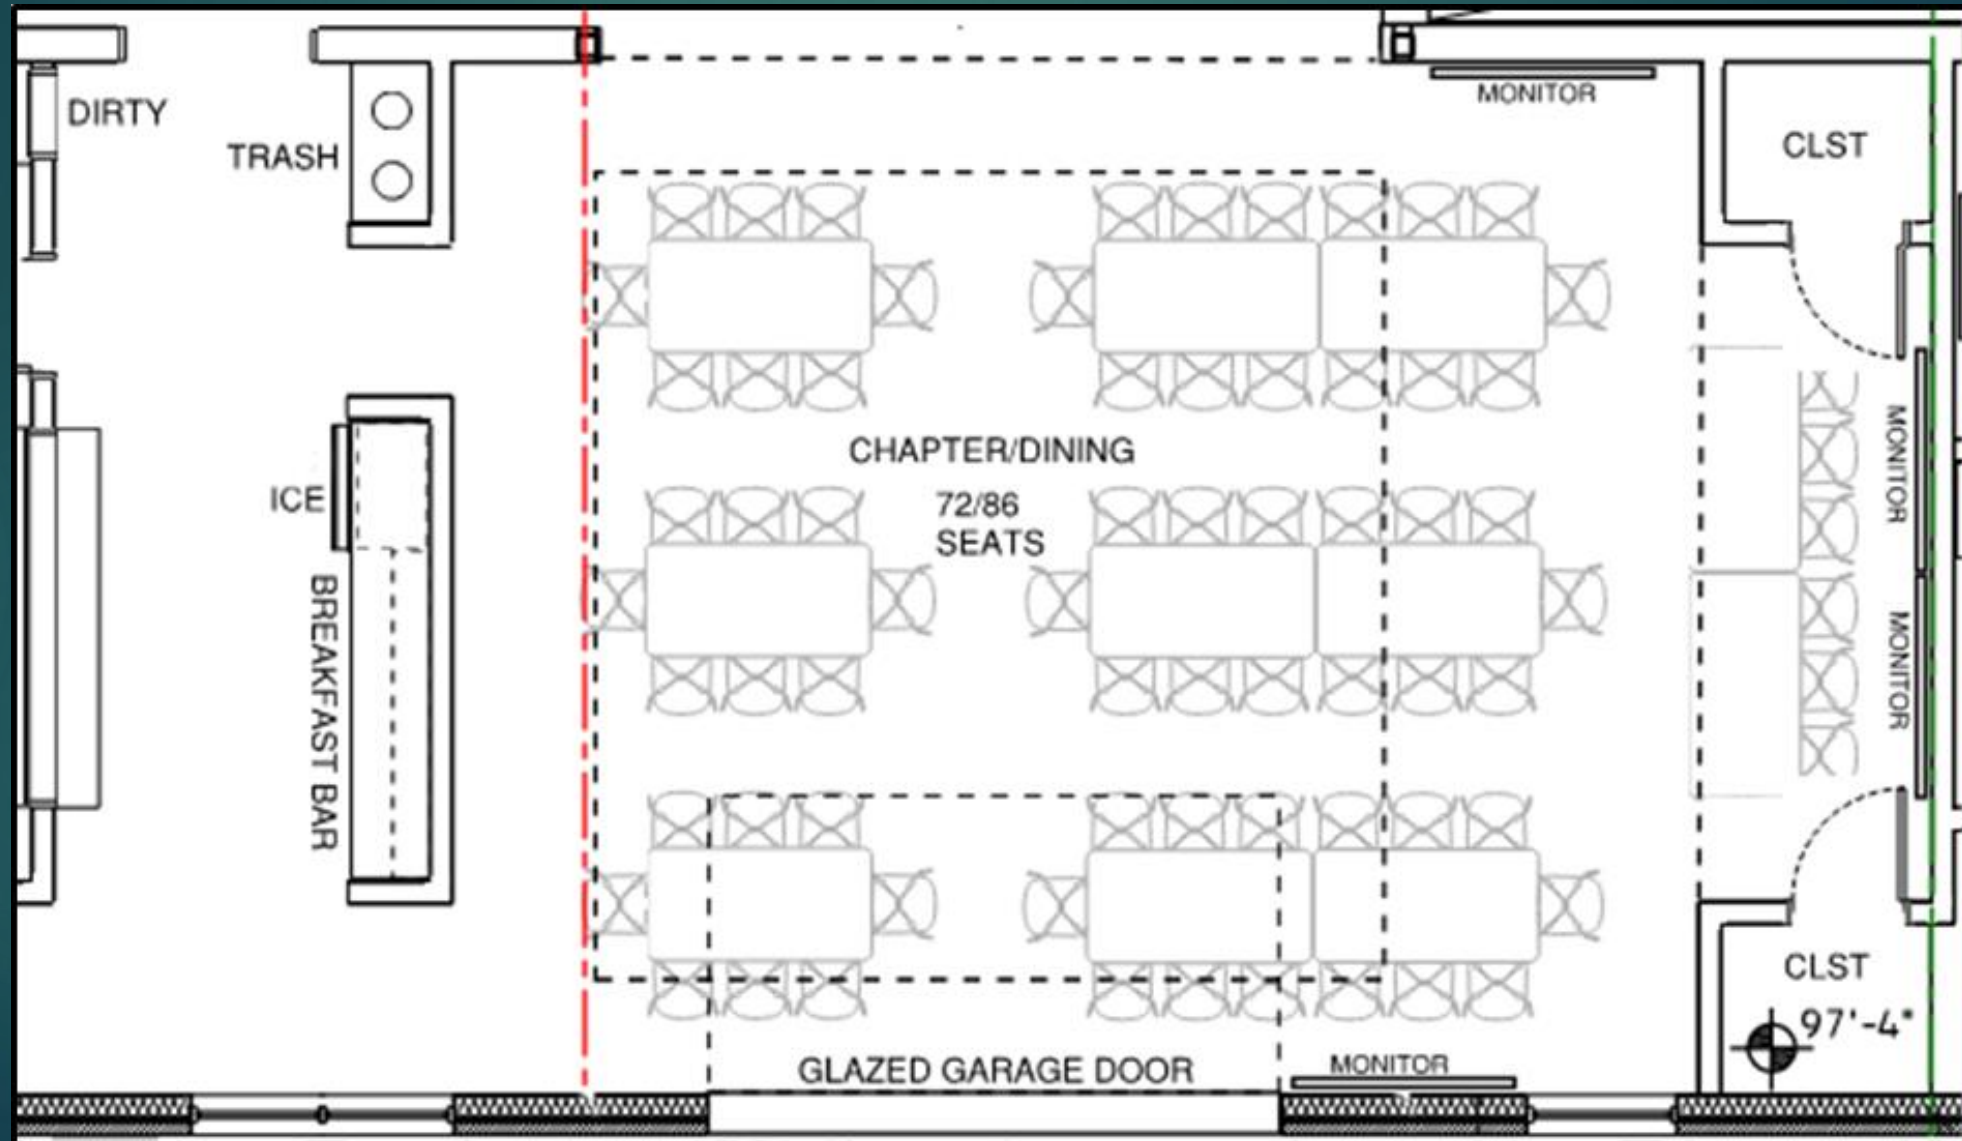 DIRTY
TRASH
MONITOR
CLST
CHAPTER/DINING
72/86
SEATS
ICE
BREAKFAST BAR
MONITOR
MONITOR
GLAZED GARAGE DOOR
MONITOR
CLST
97'-4"